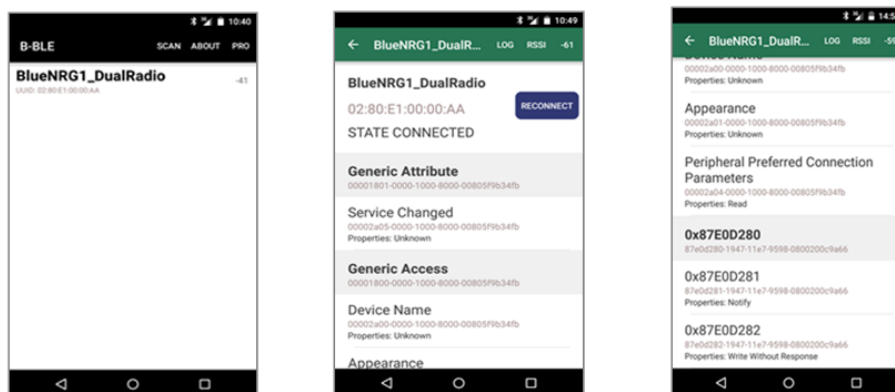 10:40
B-BLE SCAN ABOUT PRO
BlueNRG1_DualRadio -41
UUID: 02:80:E1:00:00:AA
10:49
BlueNRG1_DualR... LOG RSSI -61
BlueNRG1_DualRadio
02:80:E1:00:00:AA RECONNECT
STATE CONNECTED
Generic Attribute
00001801-0000-1000-8000-00805f9b34fb
Service Changed
00002a05-0000-1000-8000-00805f9b34fb
Properties: Unknown
Generic Access
00001800-0000-1000-8000-00805f9b34fb
Device Name
00002a00-0000-1000-8000-00805f9b34fb
Properties: Unknown
Appearance
BlueNRG1_DualR... LOG RSSI -59
Device Name
00002a00-0000-1000-8000-00805f9b34fb
Properties: Unknown
Appearance
00002a01-0000-1000-8000-00805f9b34fb
Properties: Unknown
Peripheral Preferred Connection
Parameters
00002a04-0000-1000-8000-00805f9b34fb
Properties: Read
0x87E0D280
87e0d280-1947-11e7-9598-0800200c9a66
0x87E0D281
87e0d281-1947-11e7-9598-0800200c9a66
Properties: Notify
0x87E0D282
87e0d282-1947-11e7-9598-0800200c9a66
Properties: Write Without Response